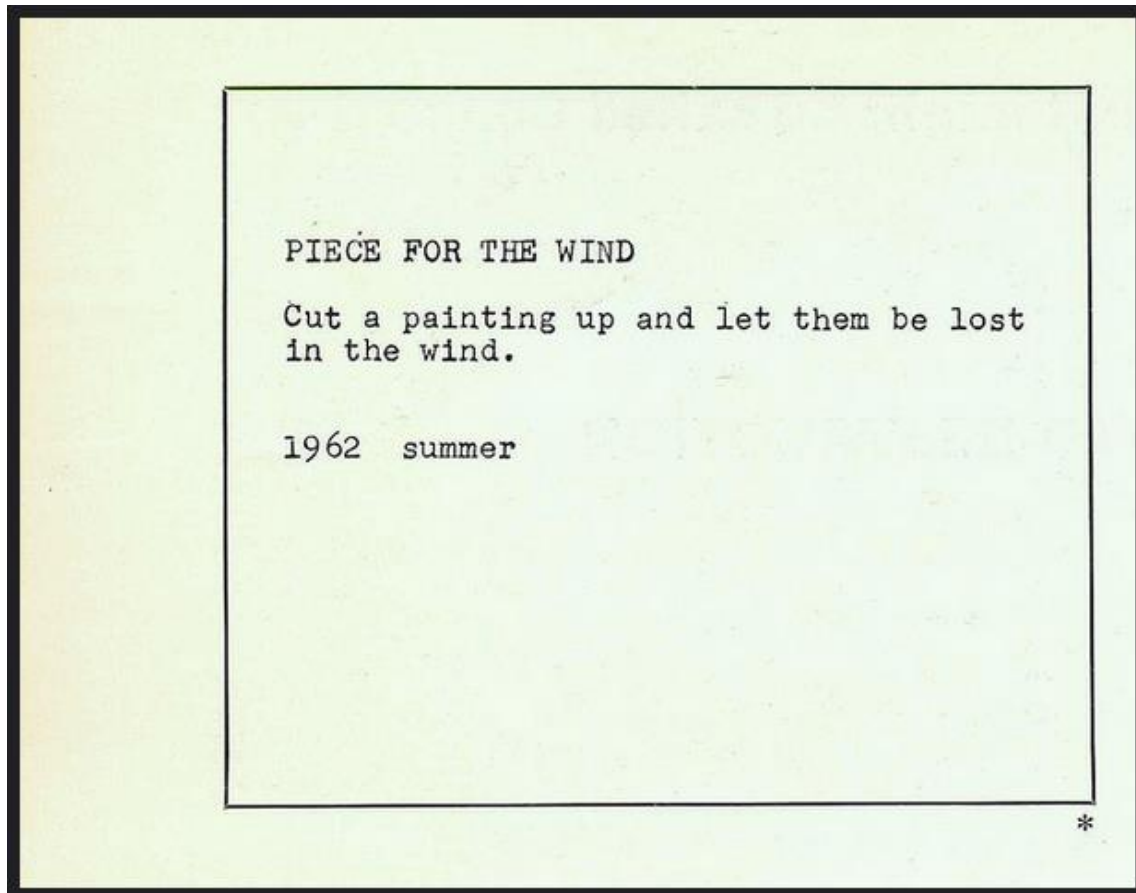 PIECE FOR THE WIND
Cut a painting up and let them be lost
in the wind.
1962 summer
*